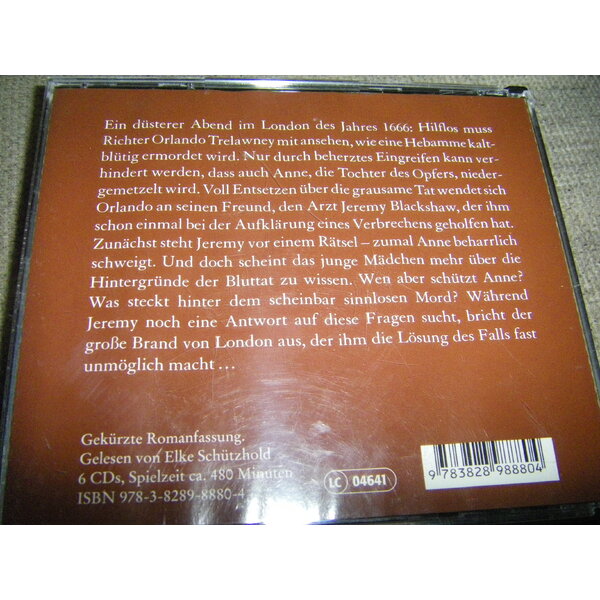 Ein düsterer Abend im London des Jahres 1666: Hilflos muss
Richter Orlando Trelawney mit ansehen, wie eine Hebamme kalt-
blütig ermordet wird. Nur durch beherztes Eingreifen kann ver-
hindert werden, dass auch Anne, die Tochter des Opfers, nieder-
gemetzelt wird. Voll Entsetzen über die grausame Tat wendet sich
Orlando an seinen Freund, den Arzt Jeremy Blackshaw, der ihm
schon einmal bei der Aufklärung eines Verbrechens geholfen hat.
Zunächst steht Jeremy vor einem Rätsel – zumal Anne beharrlich
schweigt. Und doch scheint das junge Mädchen mehr über die
Hintergründe der Bluttat zu wissen. Wen aber schützt Anne?
Was steckt hinter dem scheinbar sinnlosen Mord? Während
Jeremy noch eine Antwort auf diese Fragen sucht, bricht der
große Brand von London aus, der ihm die Lösung des Falls fast
unmöglich macht ...
Gekürzte Romanfassung.
Gelesen von Elke Schützhold
6 CDs, Spielzeit ca. 480 Minuten
ISBN 978-3-8289-8880-4
LC 04641
9 783828 988804